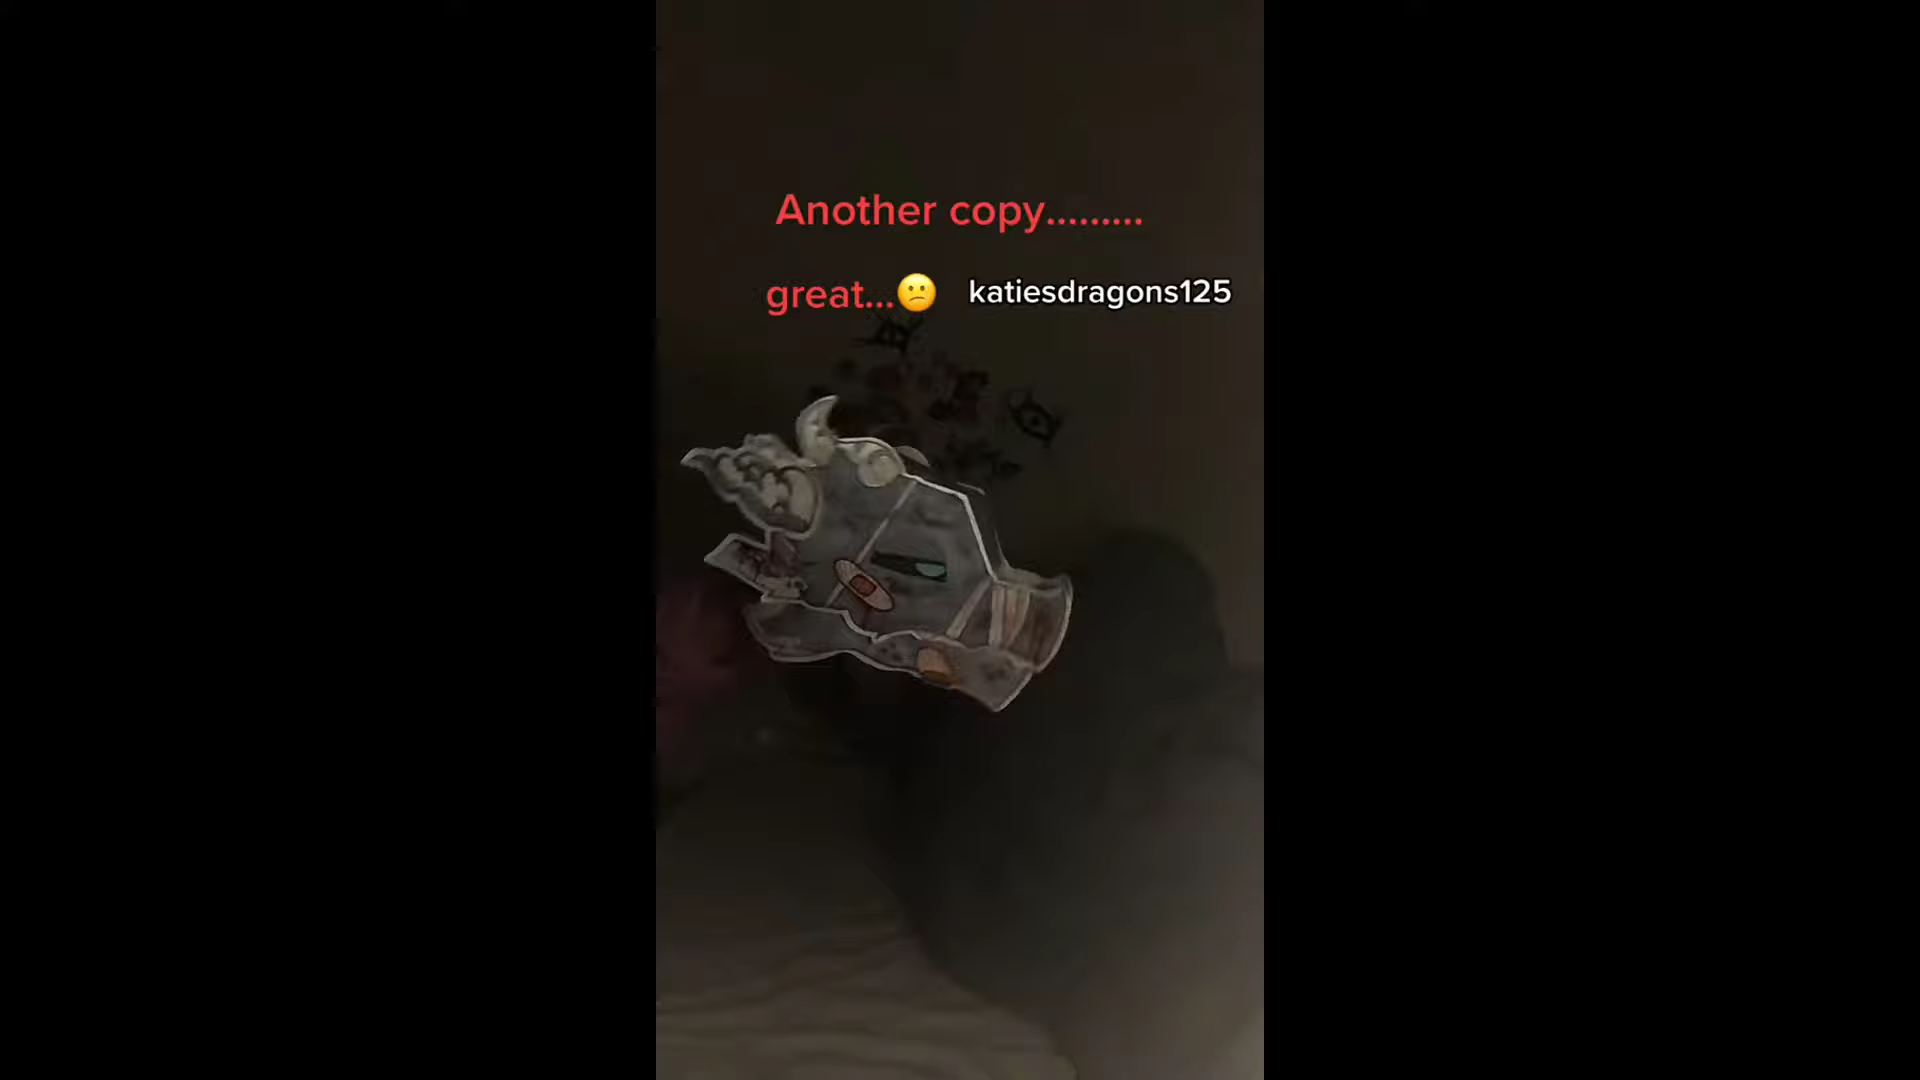 Another copy.........
great...😕 katiesdragons125